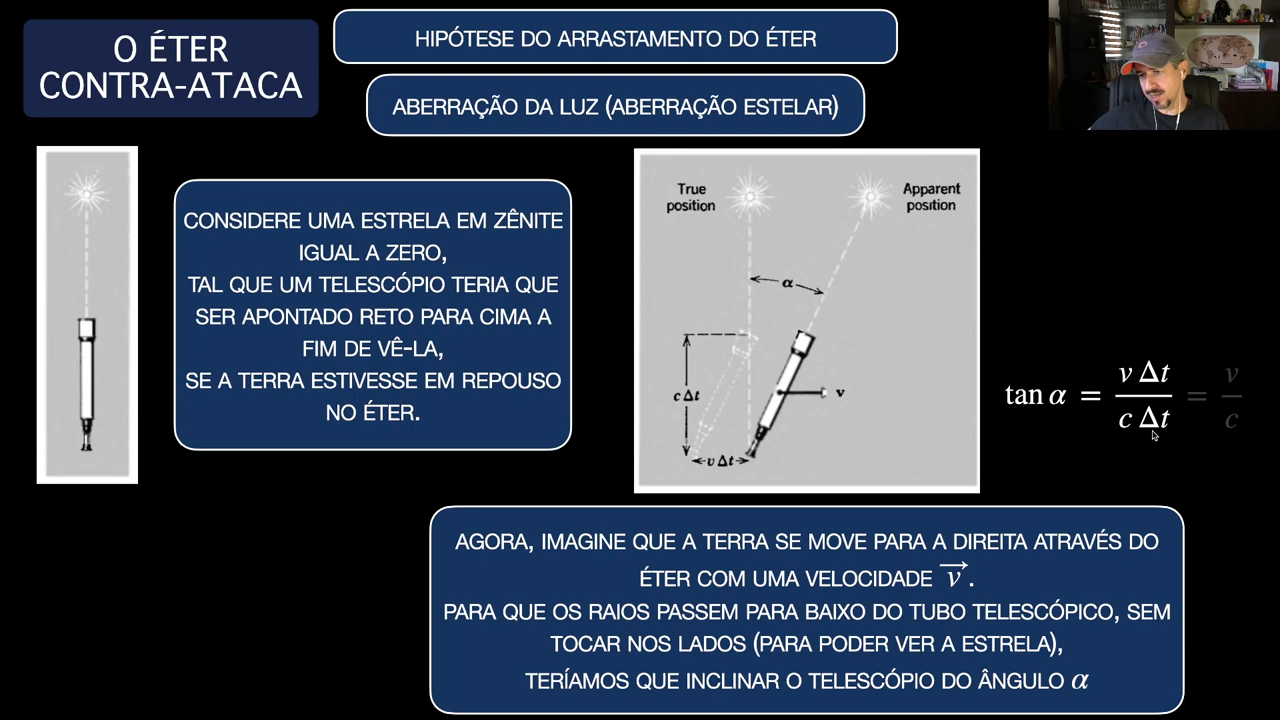 O ÉTER
CONTRA-ATACA
HIPÓTESE DO ARRASTAMENTO DO ÉTER
ABERRAÇÃO DA LUZ (ABERRAÇÃO ESTELAR)
CONSIDERE UMA ESTRELA EM ZÊNITE
IGUAL A ZERO,
TAL QUE UM TELESCÓPIO TERIA QUE
SER APONTADO RETO PARA CIMA A
FIM DE VÊ-LA,
SE A TERRA ESTIVESSE EM REPOUSO
NO ÉTER.
True
position
Apparent
position
α
c Δt
v
v Δt
tan α = v Δt / c Δt = v / c
AGORA, IMAGINE QUE A TERRA SE MOVE PARA A DIREITA ATRAVÉS DO
ÉTER COM UMA VELOCIDADE v⃗.
PARA QUE OS RAIOS PASSEM PARA BAIXO DO TUBO TELESCÓPICO, SEM
TOCAR NOS LADOS (PARA PODER VER A ESTRELA),
TERÍAMOS QUE INCLINAR O TELESCÓPIO DO ÂNGULO α